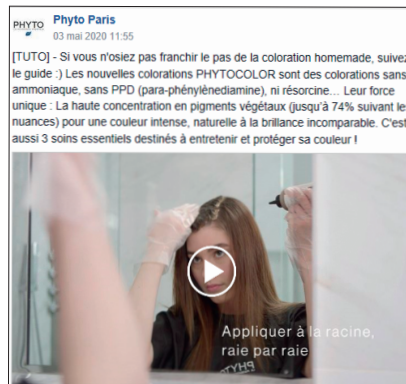 PHYTO
Phyto Paris
03 mai 2020 11:55
[TUTO] - Si vous n'osiez pas franchir le pas de la coloration homemade, suivez
le guide :) Les nouvelles colorations PHYTOCOLOR sont des colorations sans
ammoniaque, sans PPD (para-phénylènediamine), ni résorcine... Leur force
unique : La haute concentration en pigments végétaux (jusqu'à 74% suivant les
nuances) pour une couleur intense, naturelle à la brillance incomparable. C'est
aussi 3 soins essentiels destinés à entretenir et protéger sa couleur !
Appliquer à la racine,
raie par raie
PHYTO